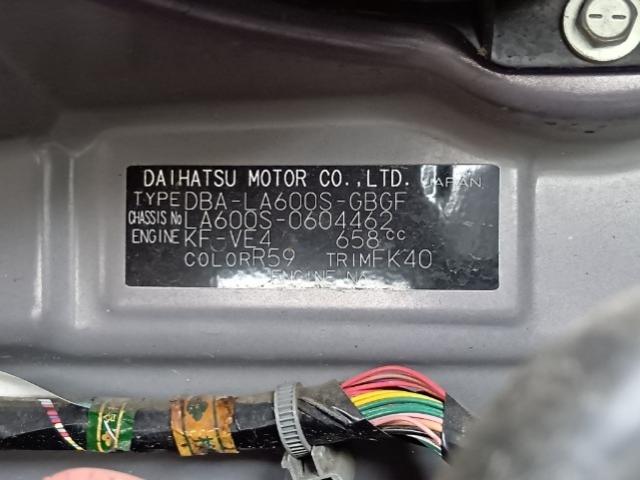 DAIHATSU MOTOR CO.,LTD. JAPAN
TYPE DBA-LA600S-GBGF
CHASSIS No LA600S-0604462
ENGINE KF-VE4 658cc
COLOR R59 TRIM FK40
ENGINE NA